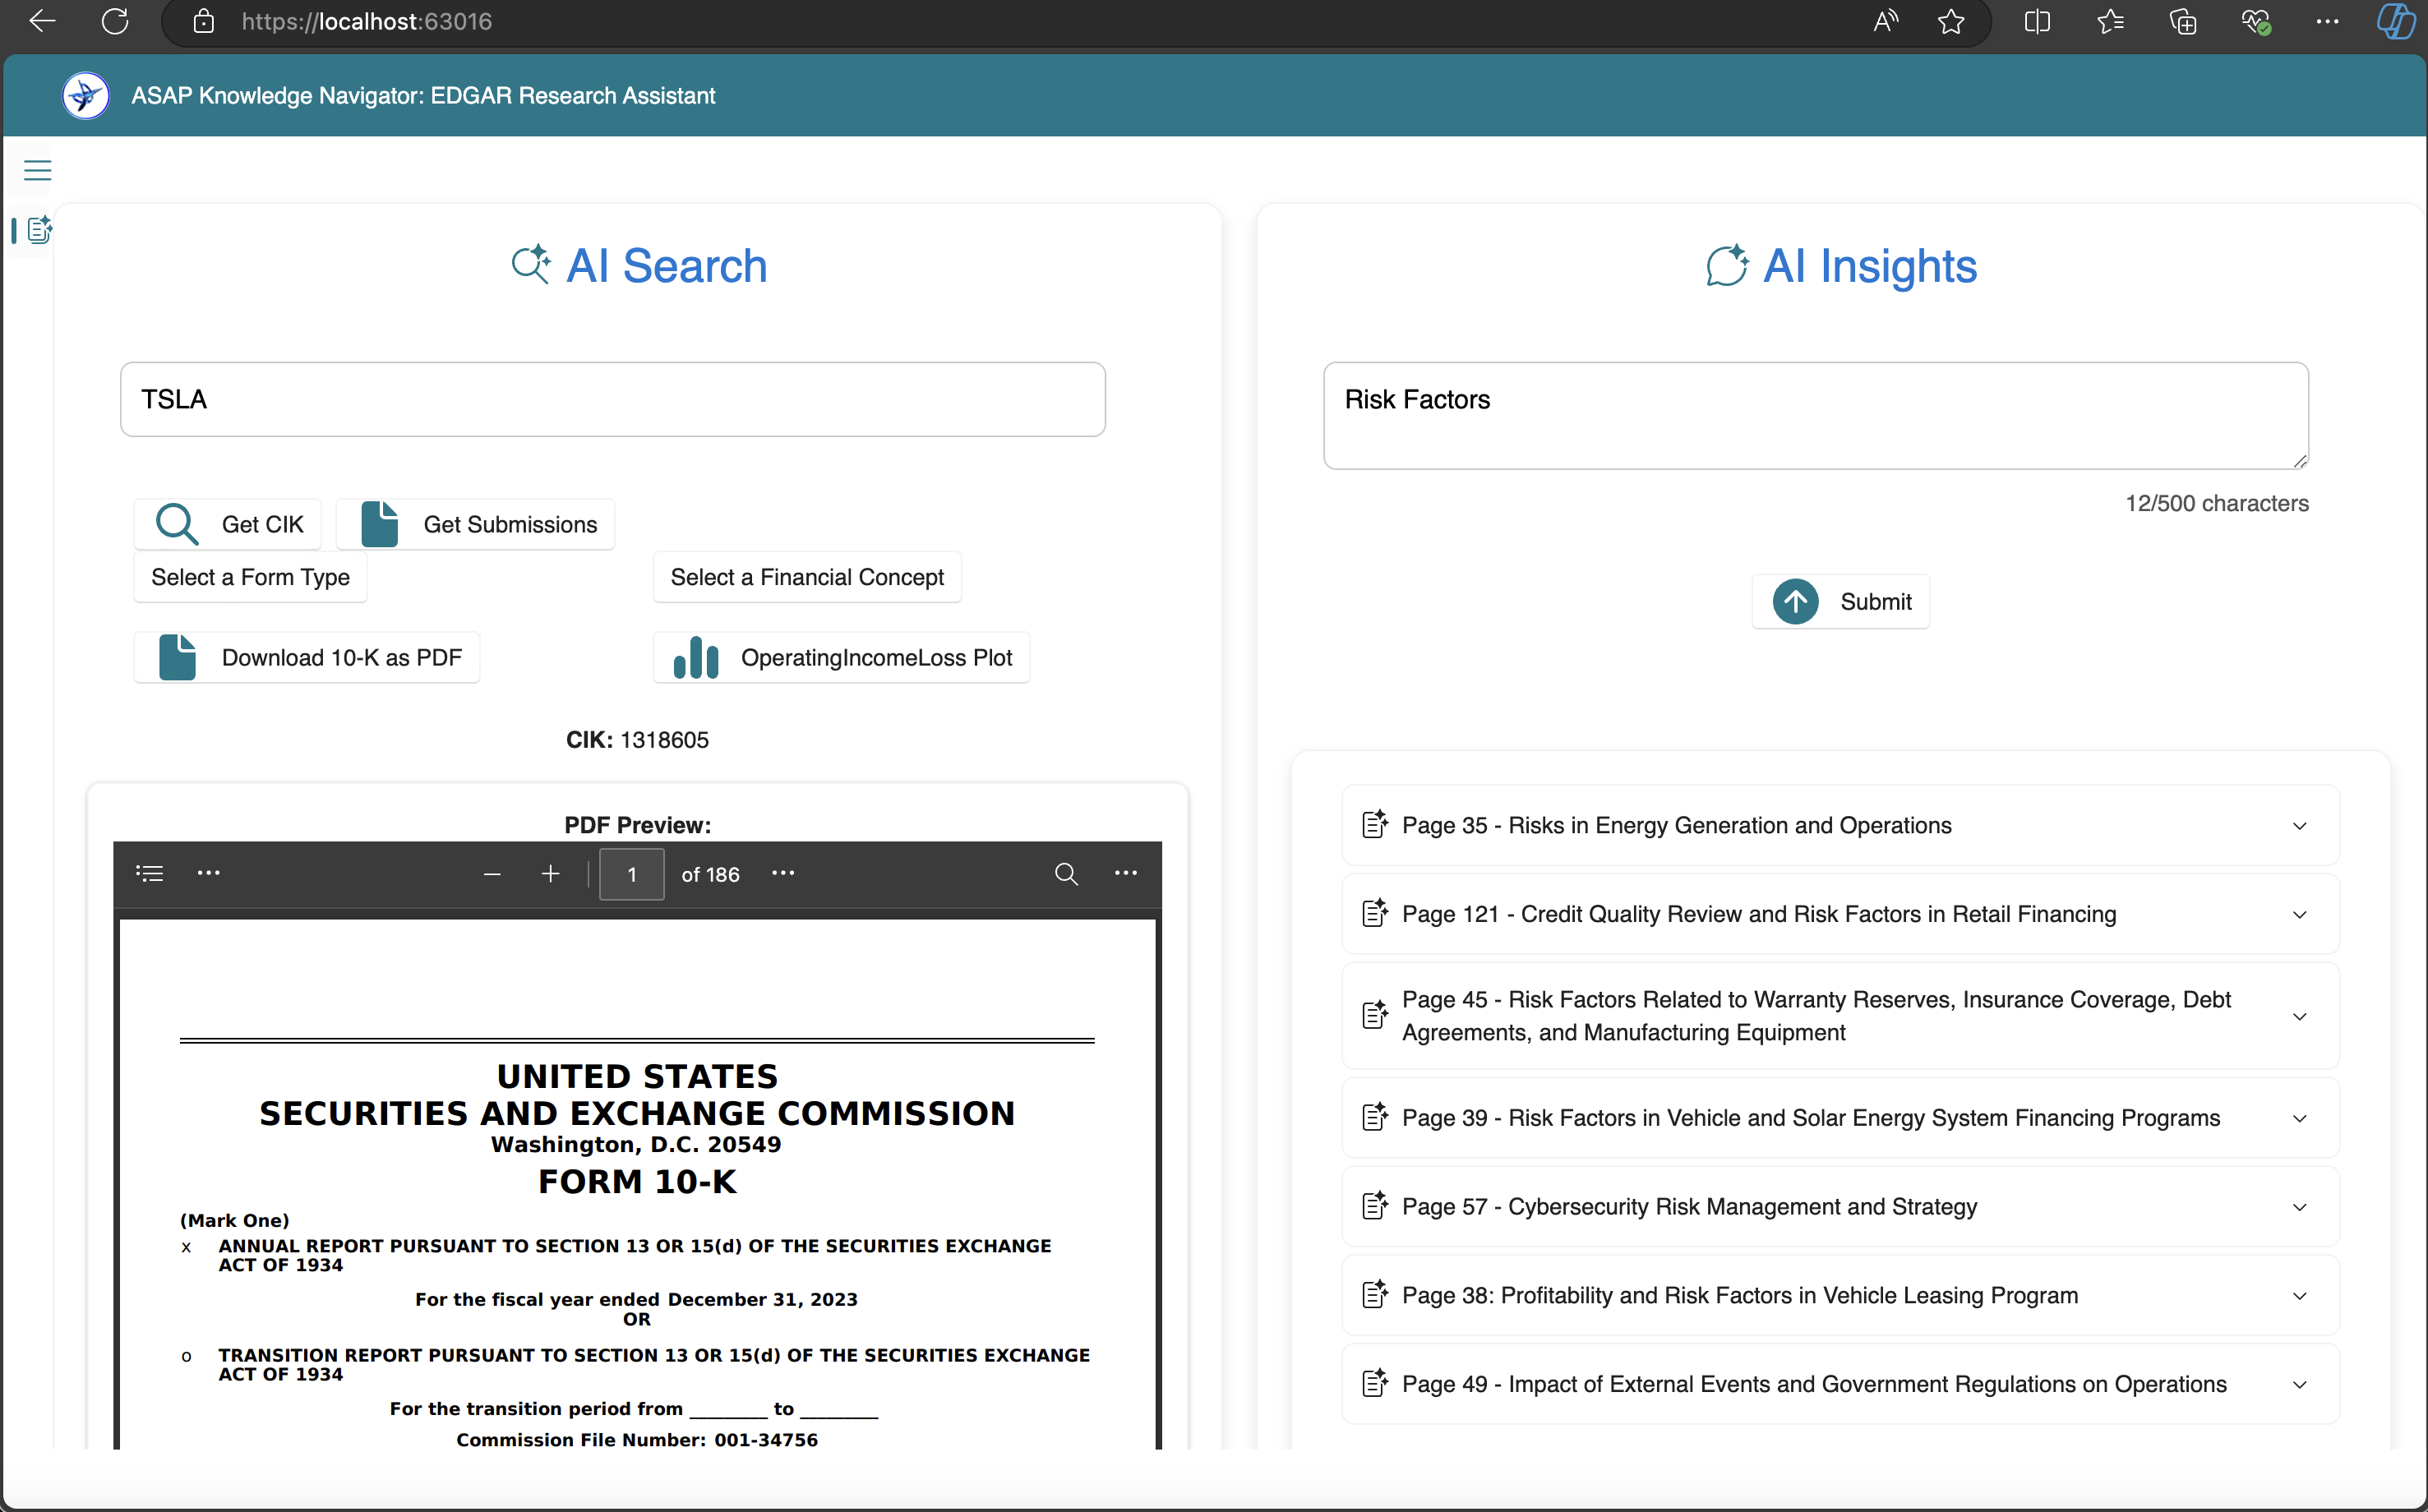 https://localhost:63016
ASAP Knowledge Navigator: EDGAR Research Assistant
AI Search
TSLA
Get CIK
Get Submissions
Select a Form Type
Select a Financial Concept
Download 10-K as PDF
OperatingIncomeLoss Plot
CIK: 1318605
PDF Preview:
1 of 186
UNITED STATES
SECURITIES AND EXCHANGE COMMISSION
Washington, D.C. 20549
FORM 10-K
(Mark One)
x ANNUAL REPORT PURSUANT TO SECTION 13 OR 15(d) OF THE SECURITIES EXCHANGE
ACT OF 1934
For the fiscal year ended December 31, 2023
OR
o TRANSITION REPORT PURSUANT TO SECTION 13 OR 15(d) OF THE SECURITIES EXCHANGE
ACT OF 1934
For the transition period from _________ to _________
Commission File Number: 001-34756
AI Insights
Risk Factors
12/500 characters
Submit
Page 35 - Risks in Energy Generation and Operations
Page 121 - Credit Quality Review and Risk Factors in Retail Financing
Page 45 - Risk Factors Related to Warranty Reserves, Insurance Coverage, Debt
Agreements, and Manufacturing Equipment
Page 39 - Risk Factors in Vehicle and Solar Energy System Financing Programs
Page 57 - Cybersecurity Risk Management and Strategy
Page 38: Profitability and Risk Factors in Vehicle Leasing Program
Page 49 - Impact of External Events and Government Regulations on Operations